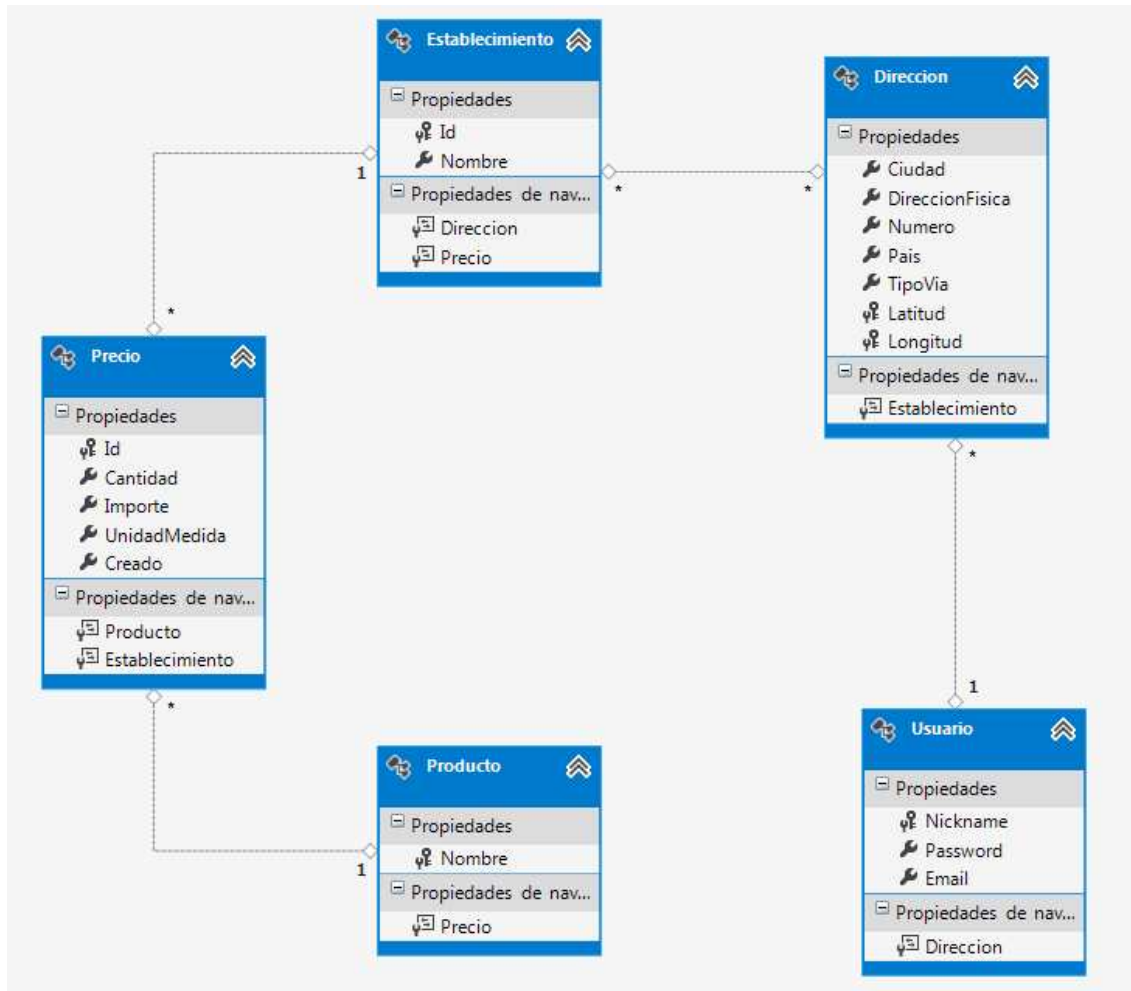 Establecimiento
Propiedades
Id
Nombre
Propiedades de nav...
Direccion
Precio
1
*
*
*
Direccion
Propiedades
Ciudad
DireccionFisica
Numero
Pais
TipoVia
Latitud
Longitud
Propiedades de nav...
Establecimiento
*
1
Precio
Propiedades
Id
Cantidad
Importe
UnidadMedida
Creado
Propiedades de nav...
Producto
Establecimiento
*
1
Producto
Propiedades
Nombre
Propiedades de nav...
Precio
Usuario
Propiedades
Nickname
Password
Email
Propiedades de nav...
Direccion